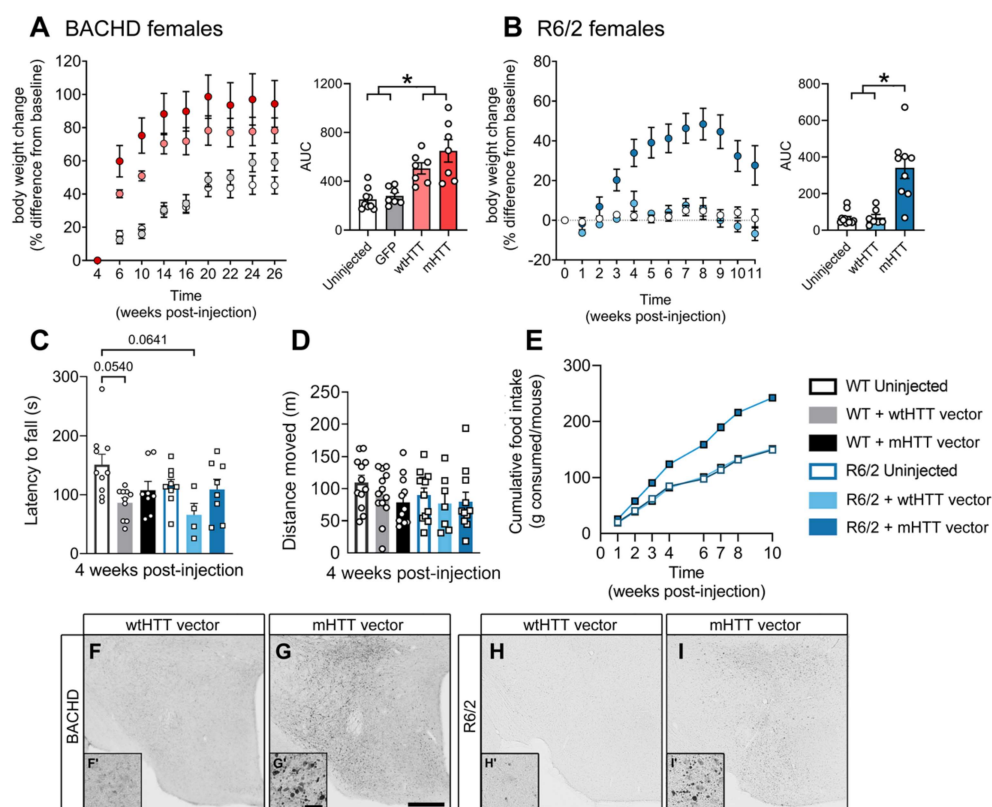 A BACHD females
body weight change
(% difference from baseline)
120
100
80
60
40
20
0
4 6 10 14 16 20 22 24 26
Time
(weeks post-injection)
AUC
1200
800
400
0
*
Uninjected
GFP
wtHTT
mHTT
B R6/2 females
body weight change
(% difference from baseline)
80
60
40
20
0
-20
0 1 2 3 4 5 6 7 8 9 10 11
Time
(weeks post-injection)
AUC
800
600
400
200
0
*
Uninjected
wtHTT
mHTT
C
Latency to fall (s)
300
200
100
0
0.0641
0.0540
4 weeks post-injection
D
Distance moved (m)
250
200
150
100
50
0
4 weeks post-injection
E
Cumulative food intake
(g consumed/mouse)
300
200
100
0
0 1 2 3 4 6 7 8 10
Time
(weeks post-injection)
WT Uninjected
WT + wtHTT vector
WT + mHTT vector
R6/2 Uninjected
R6/2 + wtHTT vector
R6/2 + mHTT vector
wtHTT vector
mHTT vector
wtHTT vector
mHTT vector
BACHD
F
F'
G
G'
R6/2
H
H'
I
I'